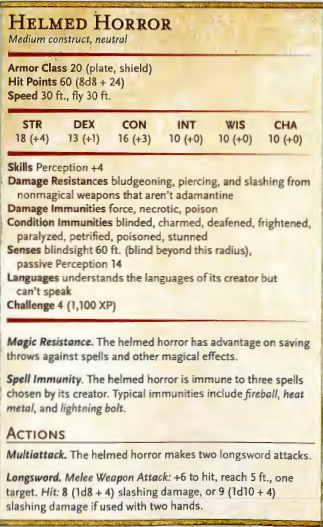 HELMED HORROR
Medium construct, neutral
Armor Class 20 (plate, shield)
Hit Points 60 (8d8 + 24)
Speed 30 ft., fly 30 ft.
STR DEX CON INT WIS CHA
18 (+4) 13 (+1) 16 (+3) 10 (+0) 10 (+0) 10 (+0)
Skills Perception +4
Damage Resistances bludgeoning, piercing, and slashing from
nonmagical weapons that aren't adamantine
Damage Immunities force, necrotic, poison
Condition Immunities blinded, charmed, deafened, frightened,
paralyzed, petrified, poisoned, stunned
Senses blindsight 60 ft. (blind beyond this radius),
passive Perception 14
Languages understands the languages of its creator but
can't speak
Challenge 4 (1,100 XP)
Magic Resistance. The helmed horror has advantage on saving
throws against spells and other magical effects.
Spell Immunity. The helmed horror is immune to three spells
chosen by its creator. Typical immunities include fireball, heat
metal, and lightning bolt.
ACTIONS
Multiattack. The helmed horror makes two longsword attacks.
Longsword. Melee Weapon Attack: +6 to hit, reach 5 ft., one
target. Hit: 8 (1d8 + 4) slashing damage, or 9 (1d10 + 4)
slashing damage if used with two hands.